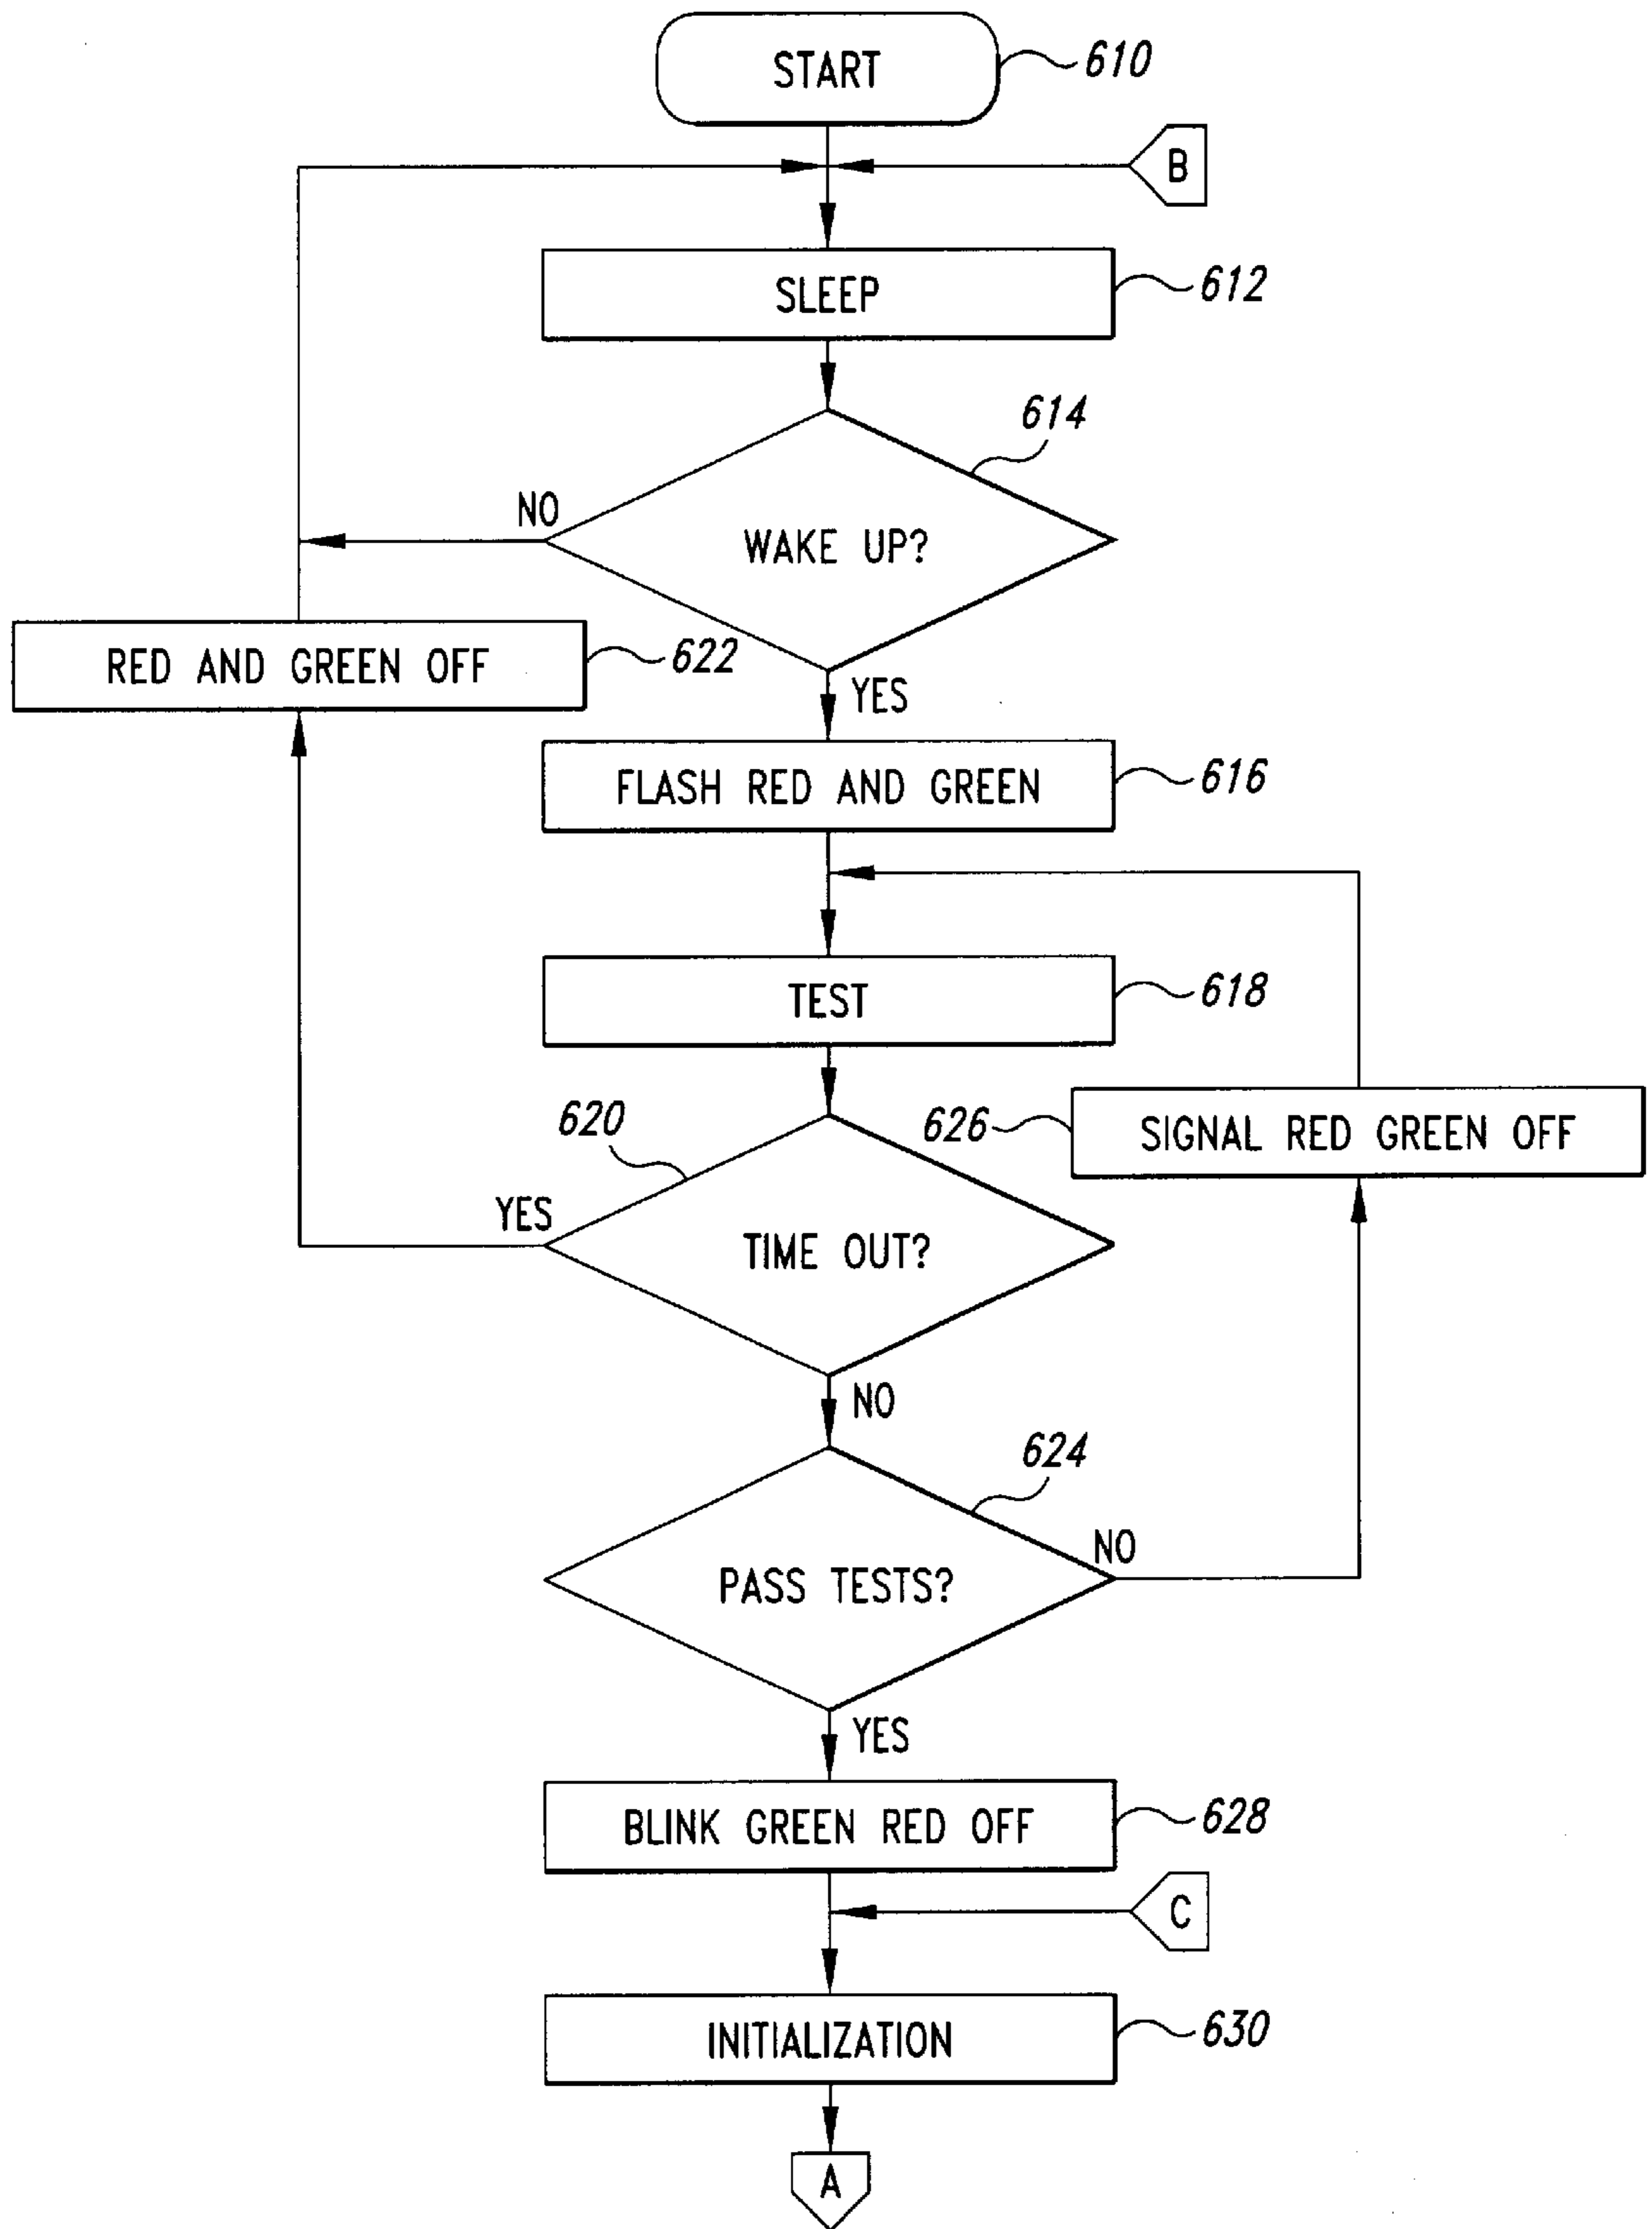 START
610
B
SLEEP
612
614
NO
WAKE UP?
RED AND GREEN OFF
622
YES
FLASH RED AND GREEN
616
TEST
618
620
626
SIGNAL RED GREEN OFF
YES
TIME OUT?
NO
624
NO
PASS TESTS?
YES
BLINK GREEN RED OFF
628
C
INITIALIZATION
630
A